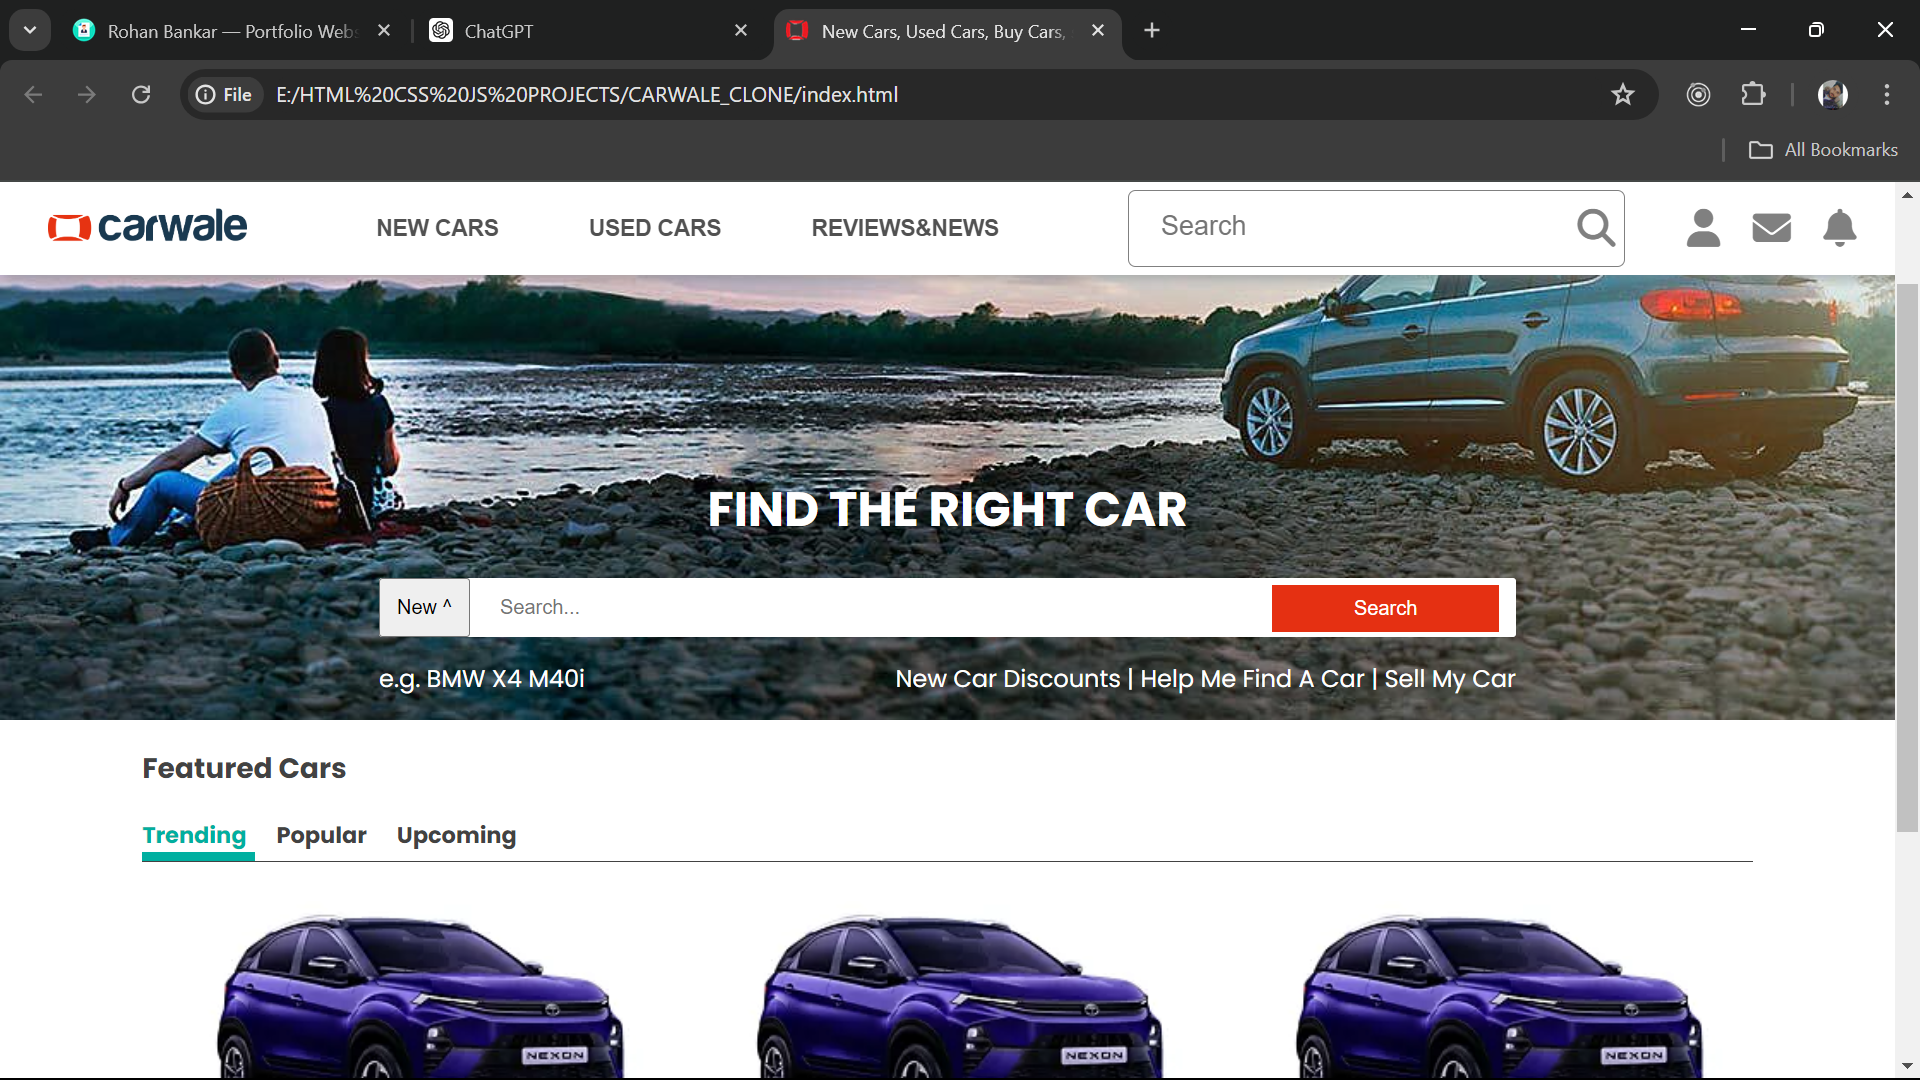 Rohan Bankar — Portfolio Webs
ChatGPT
New Cars, Used Cars, Buy Cars,
File
E:/HTML%20CSS%20JS%20PROJECTS/CARWALE_CLONE/index.html
All Bookmarks
carwale
NEW CARS
USED CARS
REVIEWS&NEWS
Search
FIND THE RIGHT CAR
New ^
Search...
Search
e.g. BMW X4 M40i
New Car Discounts | Help Me Find A Car | Sell My Car
Featured Cars
Trending
Popular
Upcoming
NEXON
NEXON
NEXON